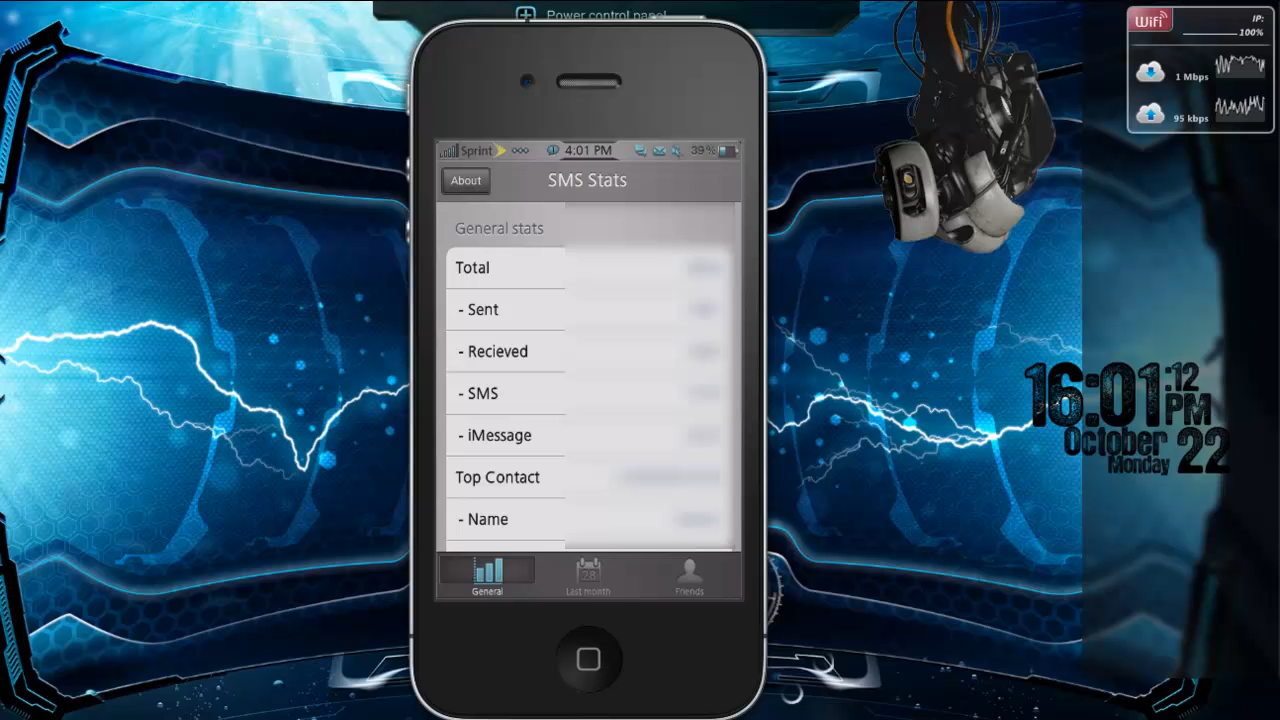 Power control panel
Wifi IP:
100%
1 Mbps
95 kbps
Sprint 4:01 PM 39%
About SMS Stats
General stats
Total
- Sent
- Recieved
- SMS
- iMessage
Top Contact
- Name
General 28 Last month Friends
16:01:12 PM
October 22
Monday